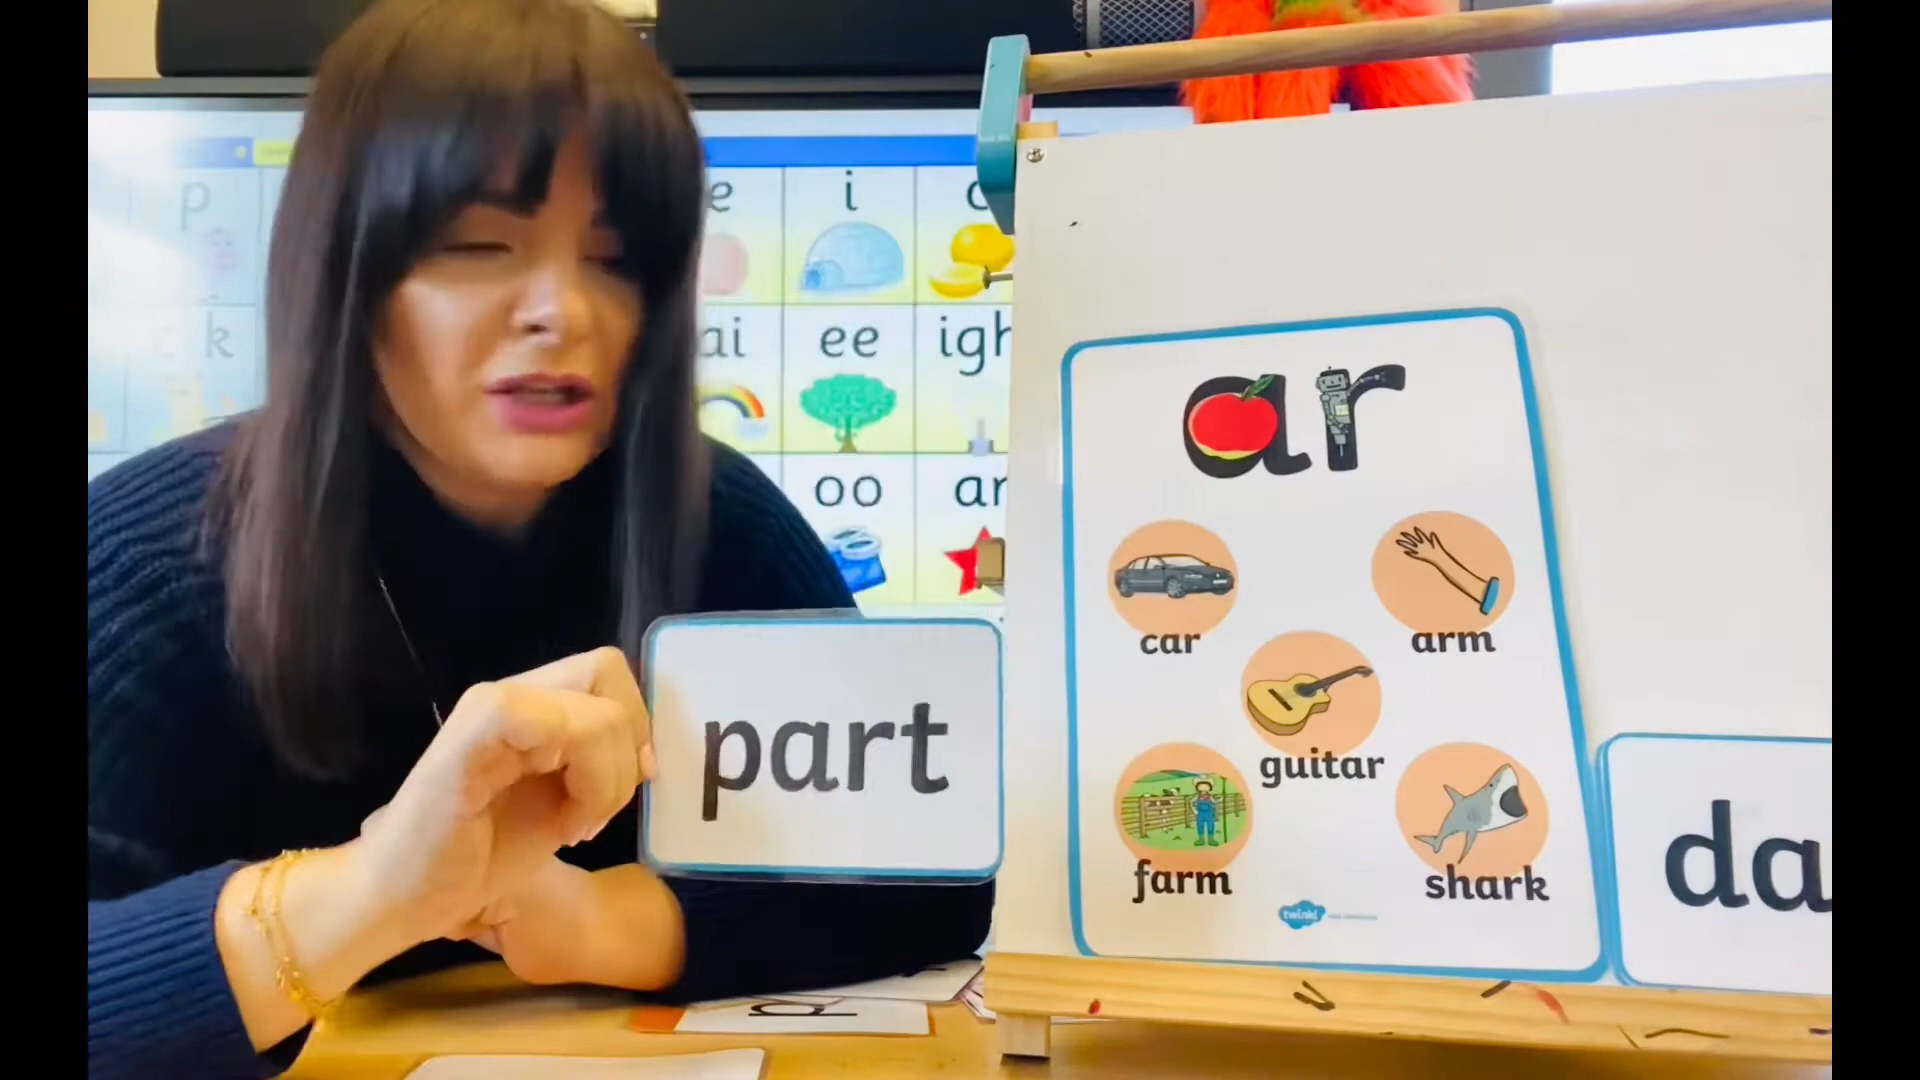 p
e
i
k
ai
ee
igh
oo
ar
part
ar
car
arm
guitar
farm
shark
twinkl
da